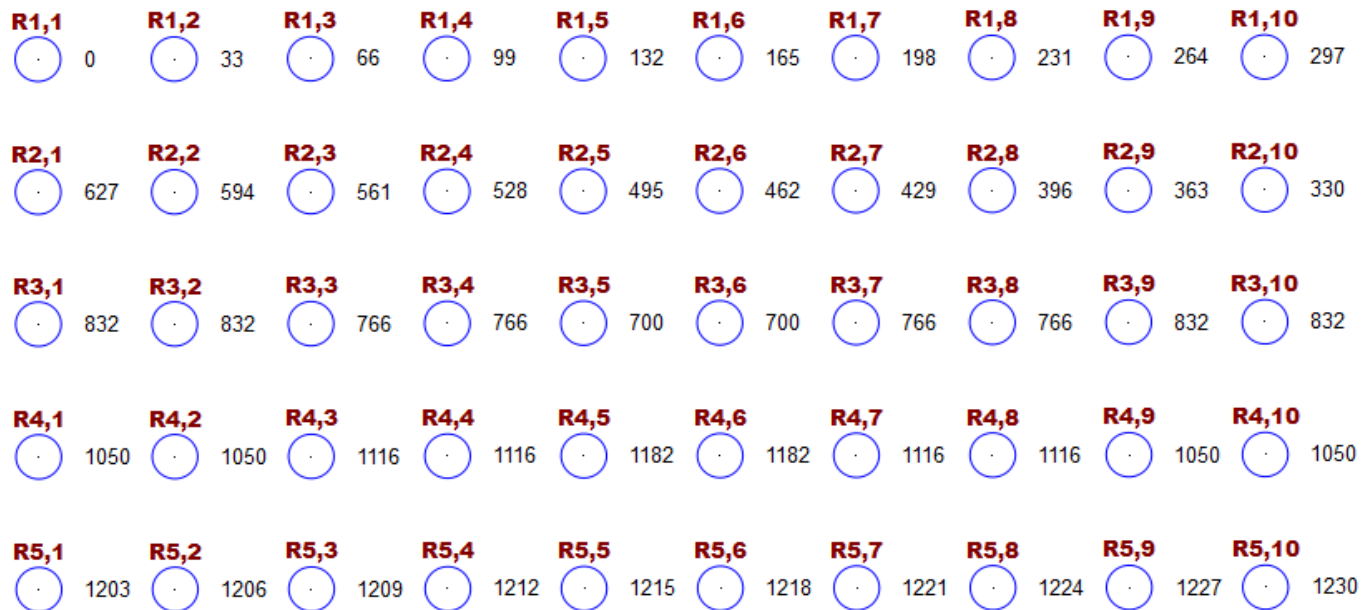 R1,1 R1,2 R1,3 R1,4 R1,5 R1,6 R1,7 R1,8 R1,9 R1,10
0 33 66 99 132 165 198 231 264 297
R2,1 R2,2 R2,3 R2,4 R2,5 R2,6 R2,7 R2,8 R2,9 R2,10
627 594 561 528 495 462 429 396 363 330
R3,1 R3,2 R3,3 R3,4 R3,5 R3,6 R3,7 R3,8 R3,9 R3,10
832 832 766 766 700 700 766 766 832 832
R4,1 R4,2 R4,3 R4,4 R4,5 R4,6 R4,7 R4,8 R4,9 R4,10
1050 1050 1116 1116 1182 1182 1116 1116 1050 1050
R5,1 R5,2 R5,3 R5,4 R5,5 R5,6 R5,7 R5,8 R5,9 R5,10
1203 1206 1209 1212 1215 1218 1221 1224 1227 1230